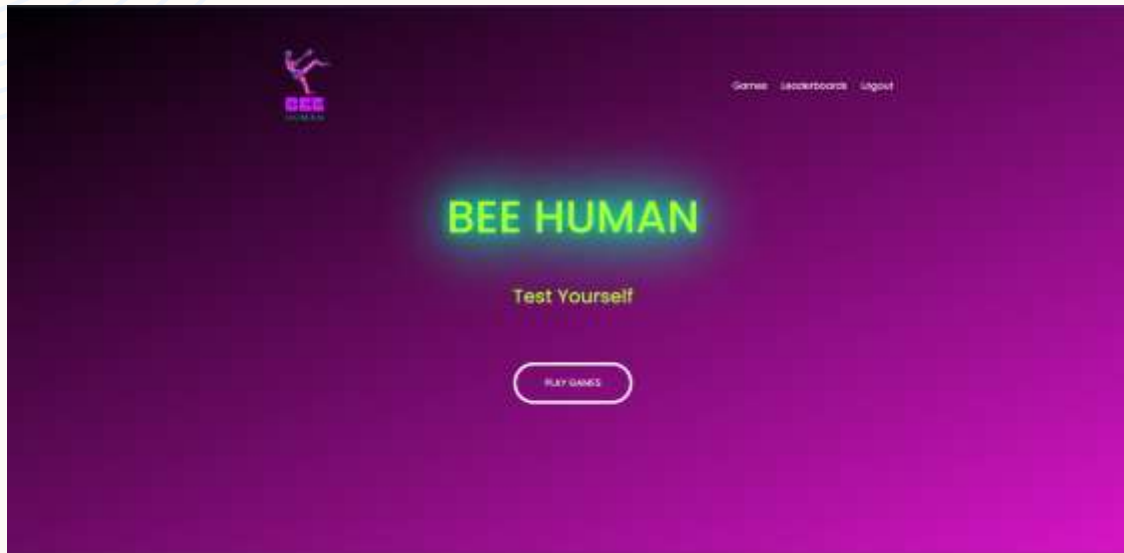 BEE
HUMAN
Games Leaderboards Logout
BEE HUMAN
Test Yourself
PLAY GAMES